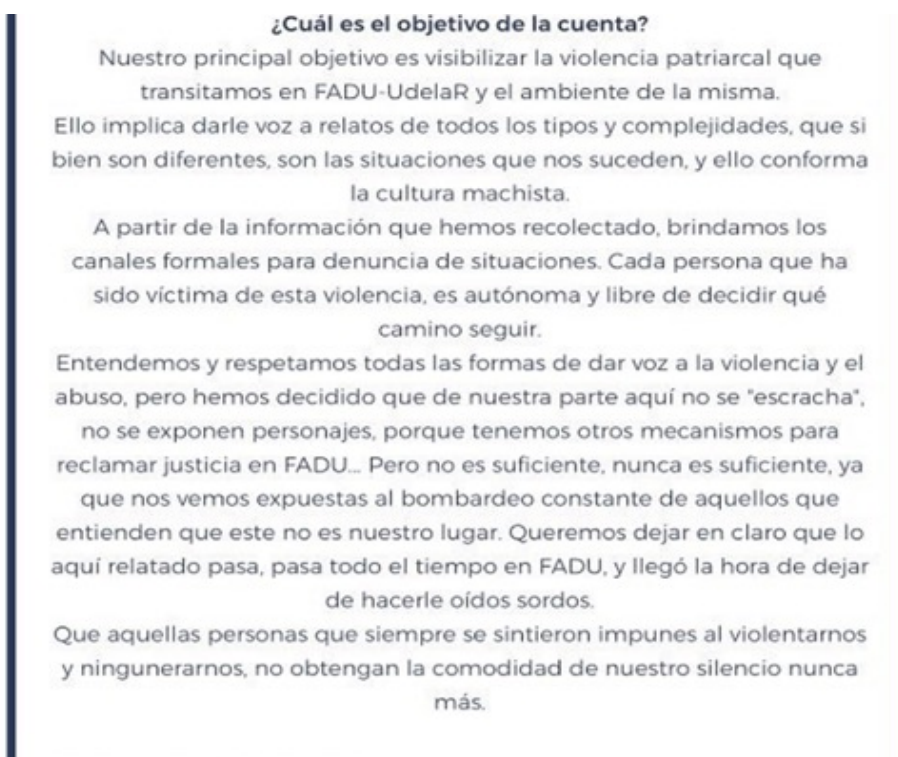 ¿Cuál es el objetivo de la cuenta?
Nuestro principal objetivo es visibilizar la violencia patriarcal que
transitamos en FADU-UdelaR y el ambiente de la misma.
Ello implica darle voz a relatos de todos los tipos y complejidades, que si
bien son diferentes, son las situaciones que nos suceden, y ello conforma
la cultura machista.
A partir de la información que hemos recolectado, brindamos los
canales formales para denuncia de situaciones. Cada persona que ha
sido víctima de esta violencia, es autónoma y libre de decidir qué
camino seguir.
Entendemos y respetamos todas las formas de dar voz a la violencia y el
abuso, pero hemos decidido que de nuestra parte aquí no se "escracha",
no se exponen personajes, porque tenemos otros mecanismos para
reclamar justicia en FADU... Pero no es suficiente, nunca es suficiente, ya
que nos vemos expuestas al bombardeo constante de aquellos que
entienden que este no es nuestro lugar. Queremos dejar en claro que lo
aquí relatado pasa, pasa todo el tiempo en FADU, y llegó la hora de dejar
de hacerle oídos sordos.
Que aquellas personas que siempre se sintieron impunes al violentarnos
y ningunerarnos, no obtengan la comodidad de nuestro silencio nunca
más.